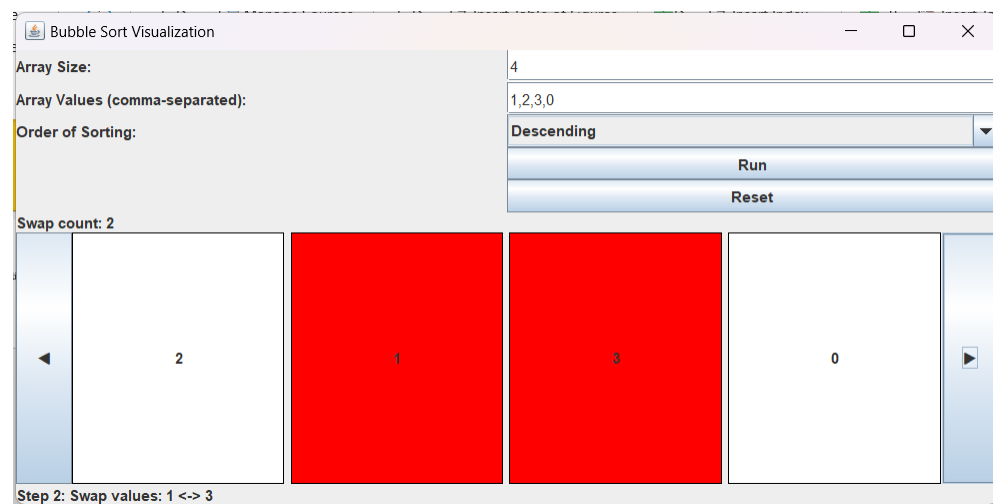 Bubble Sort Visualization
Array Size: 4
Array Values (comma-separated): 1,2,3,0
Order of Sorting: Descending
Run
Reset
Swap count: 2
◀ 2 1 3 0 ▶
Step 2: Swap values: 1 <-> 3